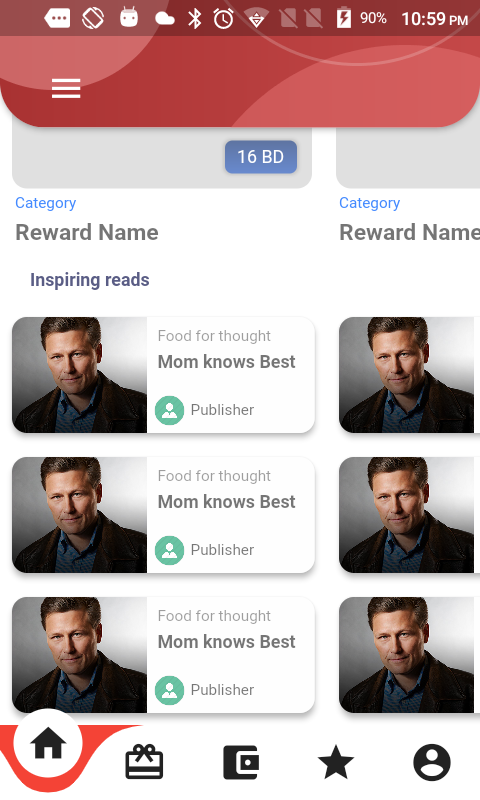 90% 10:59 PM
16 BD
Category
Category
Reward Name
Reward Name
Inspiring reads
Food for thought
Mom knows Best
Publisher
Food for thought
Mom knows Best
Publisher
Food for thought
Mom knows Best
Publisher